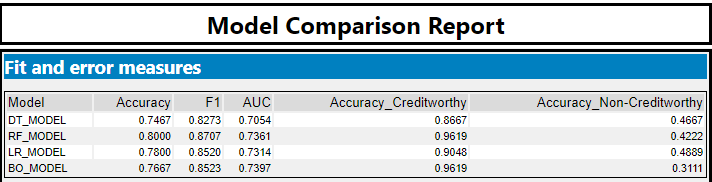 Model Comparison Report
Fit and error measures
Model Accuracy F1 AUC Accuracy_Creditworthy Accuracy_Non-Creditworthy
DT_MODEL 0.7467 0.8273 0.7054 0.8667 0.4667
RF_MODEL 0.8000 0.8707 0.7361 0.9619 0.4222
LR_MODEL 0.7800 0.8520 0.7314 0.9048 0.4889
BO_MODEL 0.7667 0.8523 0.7397 0.9619 0.3111